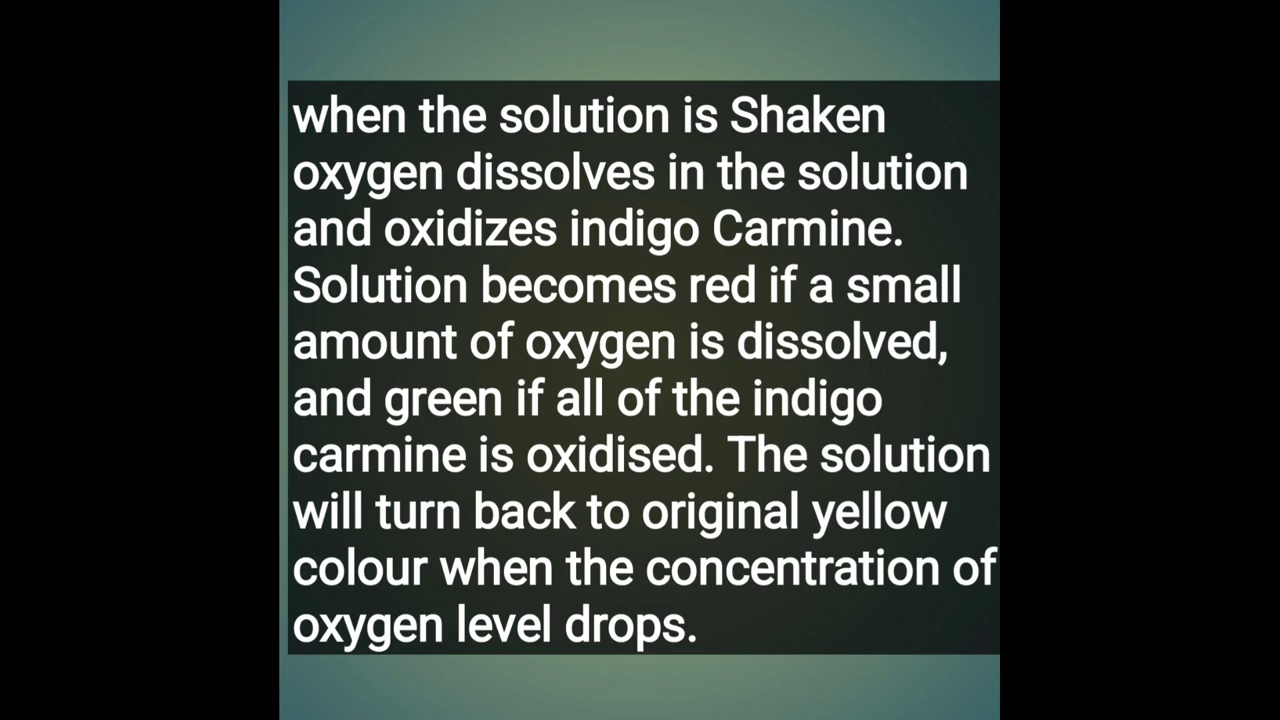 when the solution is Shaken
oxygen dissolves in the solution
and oxidizes indigo Carmine.
Solution becomes red if a small
amount of oxygen is dissolved,
and green if all of the indigo
carmine is oxidised. The solution
will turn back to original yellow
colour when the concentration of
oxygen level drops.